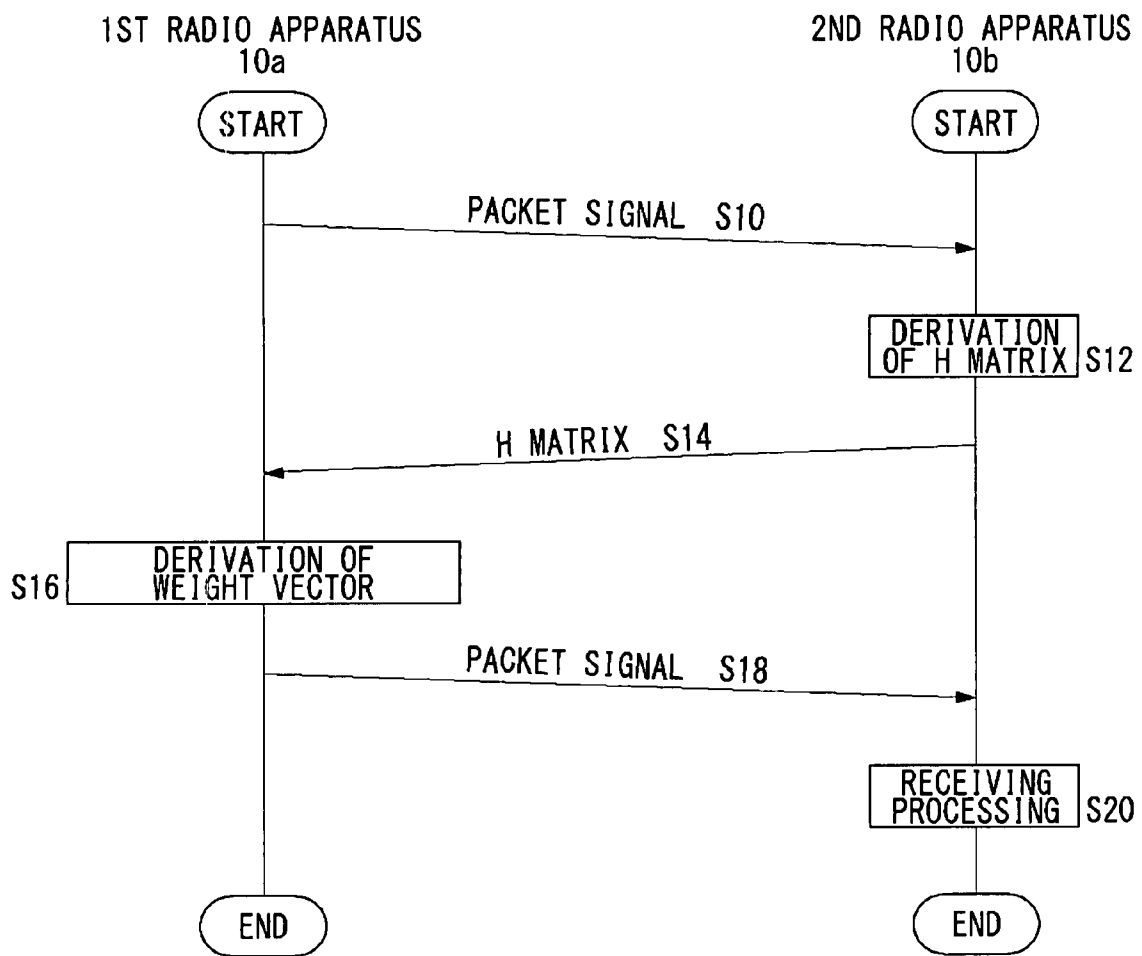 1ST RADIO APPARATUS
10a
2ND RADIO APPARATUS
10b
START
START
PACKET SIGNAL S10
DERIVATION
OF H MATRIX
S12
H MATRIX S14
DERIVATION OF
WEIGHT VECTOR
S16
PACKET SIGNAL S18
RECEIVING
PROCESSING
S20
END
END